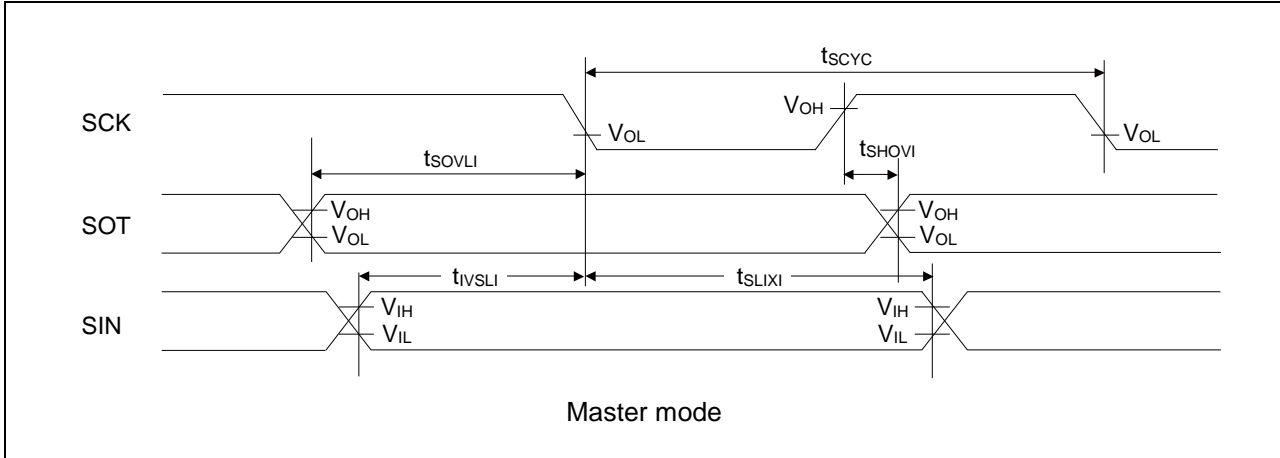 tSCYC
SCK
VOH
VOL
VOL
tSOVLI
tSHOVI
SOT
VOH
VOL
VOH
VOL
tIVSLI
tSLIXI
SIN
VIH
VIL
VIH
VIL
Master mode